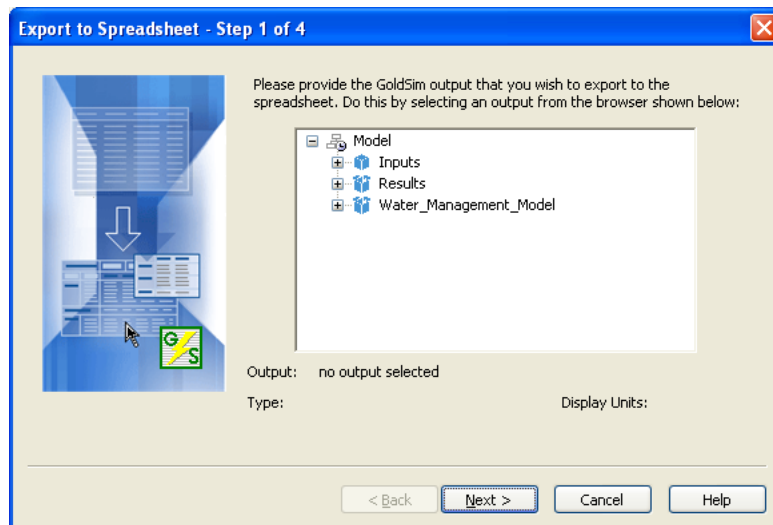 Export to Spreadsheet - Step 1 of 4
Please provide the GoldSim output that you wish to export to the
spreadsheet. Do this by selecting an output from the browser shown below:
Model
Inputs
Results
Water_Management_Model
G
S
Output: no output selected
Type: Display Units:
< Back Next > Cancel Help